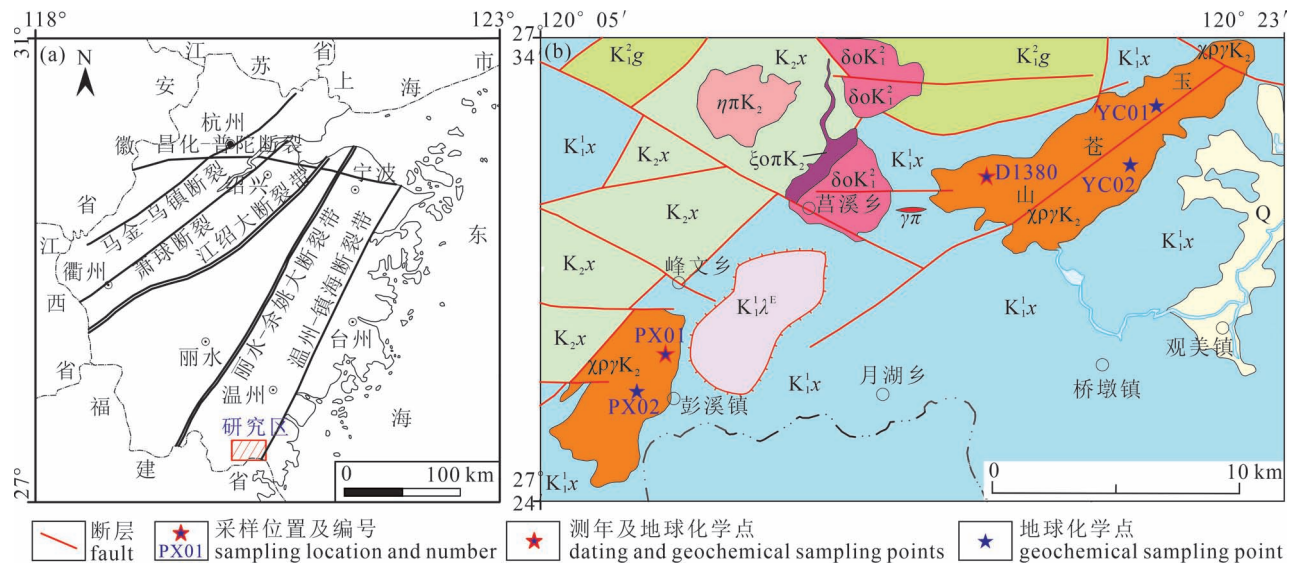 118°
123°
31°
27°
(a)
N
江
苏
省
上
海
市
安
徽
省
杭州
昌化-普陀断裂
绍兴
宁波
马金-乌镇断裂
萧球断裂
江绍大断裂带
丽水-余姚大断裂带
温州-镇海断裂带
江
西
省
衢州
丽水
温州
台州
东
海
福
建
省
研究区
0 100 km
27°
34′
120° 05′
120° 23′
27°
24′
(b)
K₁²g
K₂x
δοK₁²
K₁²g
K₁¹x
χργK₂
ηπK₂
δοK₁²
玉
YC01
K₁¹x
K₂x
ξοπK₂
K₁¹x
苍
D1380
YC02
δοK₁²
山
莒溪乡
γπ
χργK₂
Q
K₂x
K₁¹x
K₂x
峰文乡
K₁¹λᴱ
K₁¹x
K₂x
PX01
观美镇
χργK₂
K₁¹x
月湖乡
桥墩镇
PX02
彭溪镇
K₁¹x
0 10 km
断层
fault
PX01
采样位置及编号
sampling location and number
测年及地球化学点
dating and geochemical sampling points
地球化学点
geochemical sampling point